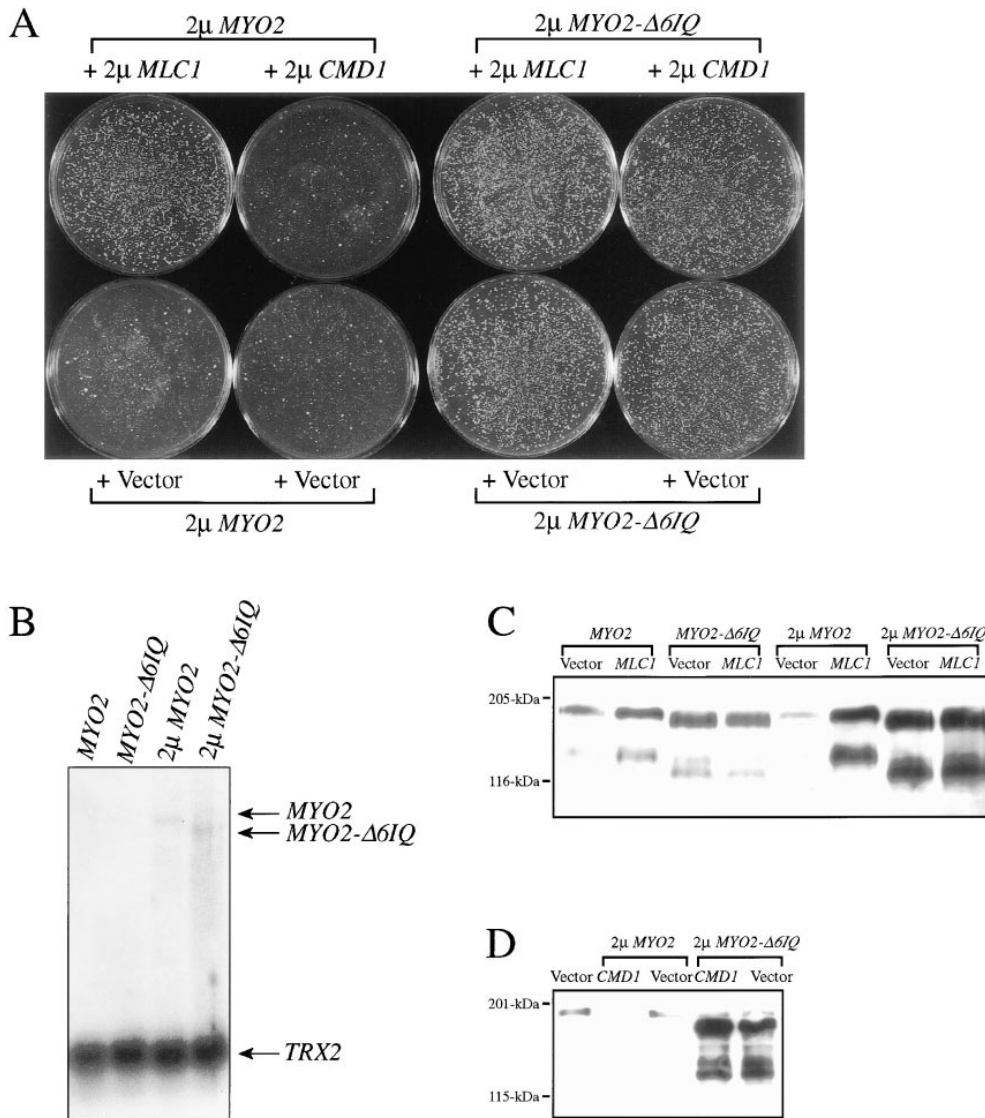 A
2μ MYO2
2μ MYO2-Δ6IQ
+ 2μ MLC1
+ 2μ CMD1
+ 2μ MLC1
+ 2μ CMD1
+ Vector
+ Vector
+ Vector
+ Vector
2μ MYO2
2μ MYO2-Δ6IQ
B
MYO2
MYO2-Δ6IQ
2μ MYO2
2μ MYO2-Δ6IQ
MYO2
MYO2-Δ6IQ
TRX2
C
MYO2
MYO2-Δ6IQ
2μ MYO2
2μ MYO2-Δ6IQ
Vector MLC1 Vector MLC1 Vector MLC1 Vector MLC1
205-kDa
116-kDa
D
2μ MYO2
2μ MYO2-Δ6IQ
Vector CMD1 Vector CMD1 Vector
201-kDa
115-kDa